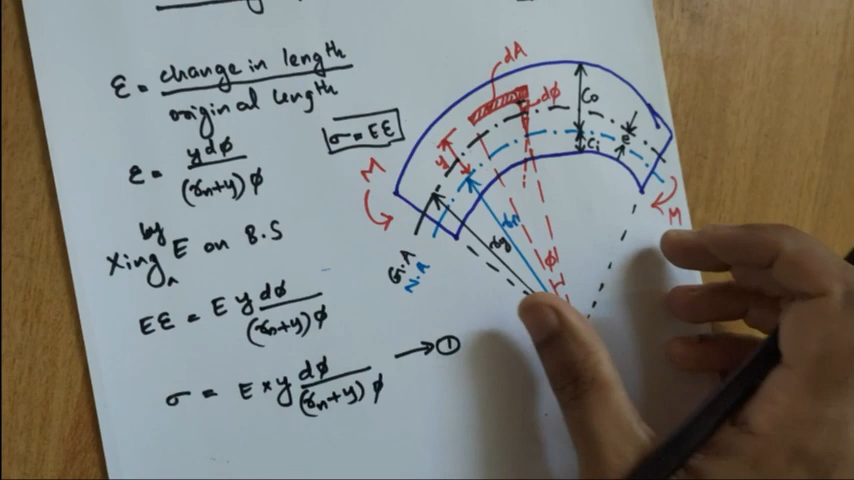 ε = change in length / original length
σ = Eε
ε = y dφ / (rn+y) φ
by
Xing ʌ E on B.S
Eε = E y dφ / (rn+y) φ
σ = E × y dφ / (rn+y) φ → ①
dA
dφ
Co
Ci
e
y
M
M
rn
rg
φ
G.A
N.A